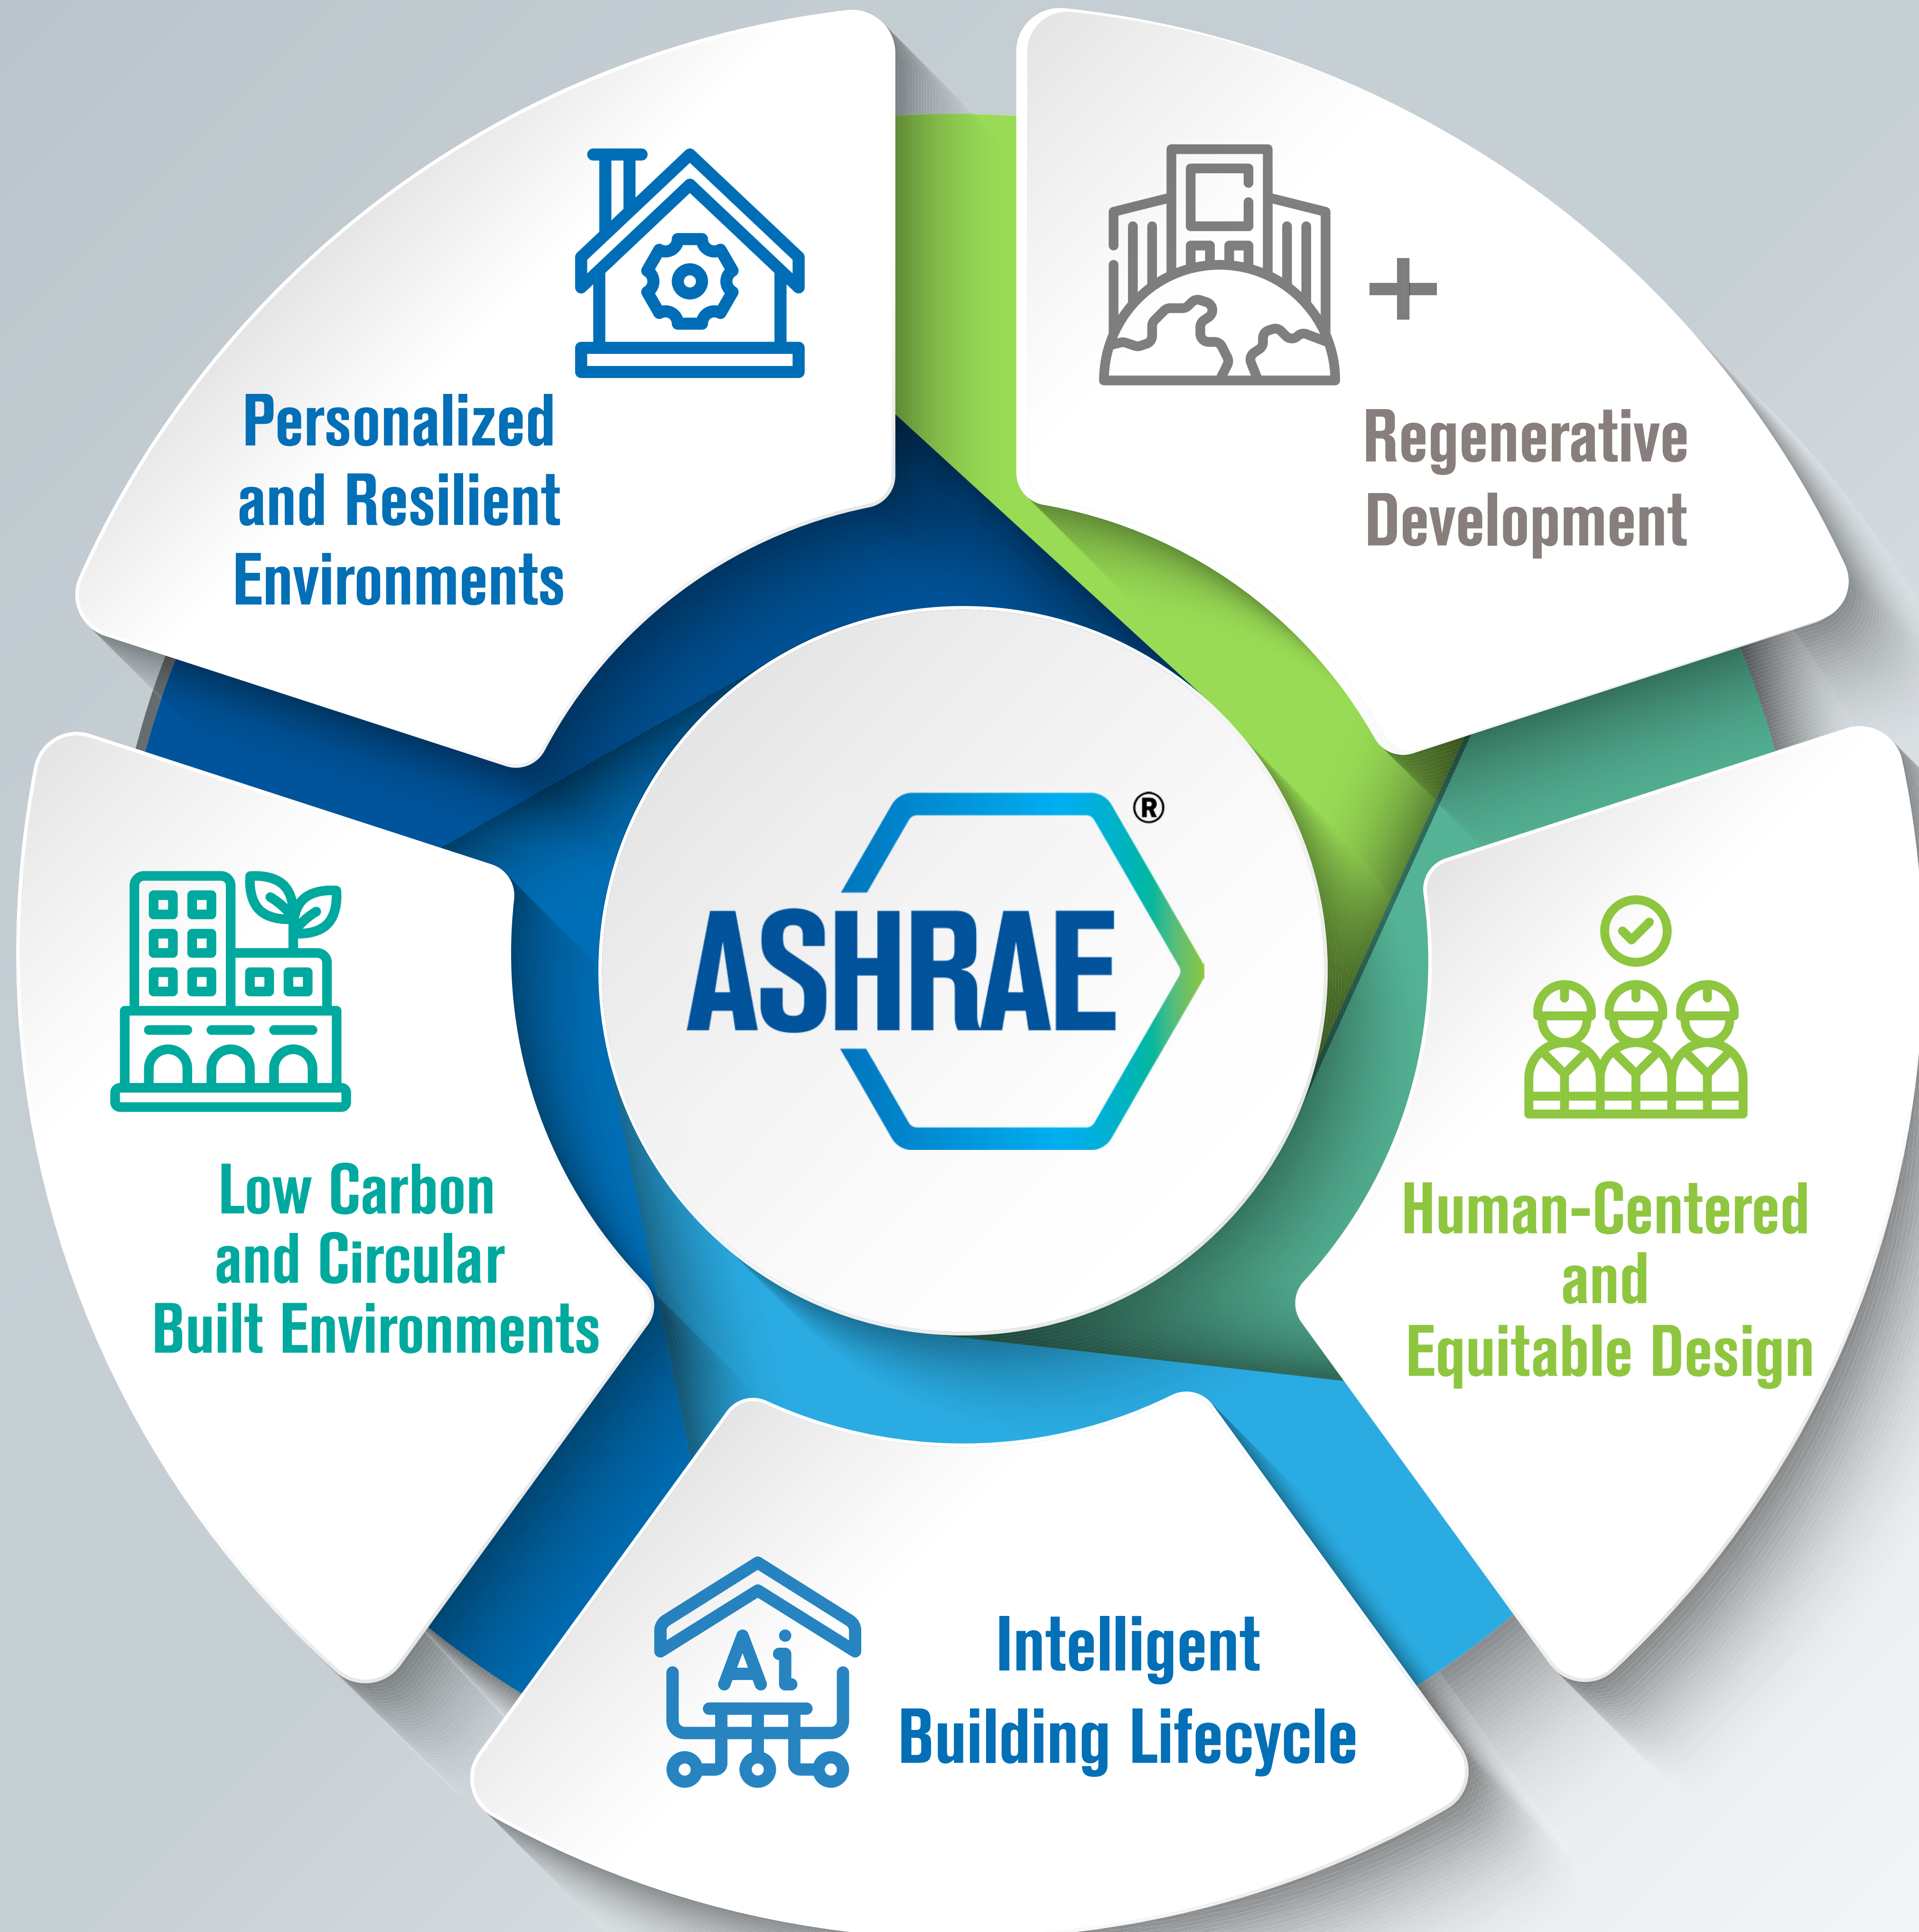 Personalized
and Resilient
Environments
+
Regenerative
Development
ASHRAE®
Low Carbon
and Circular
Built Environments
Human-Centered
and
Equitable Design
Ai
Intelligent
Building Lifecycle